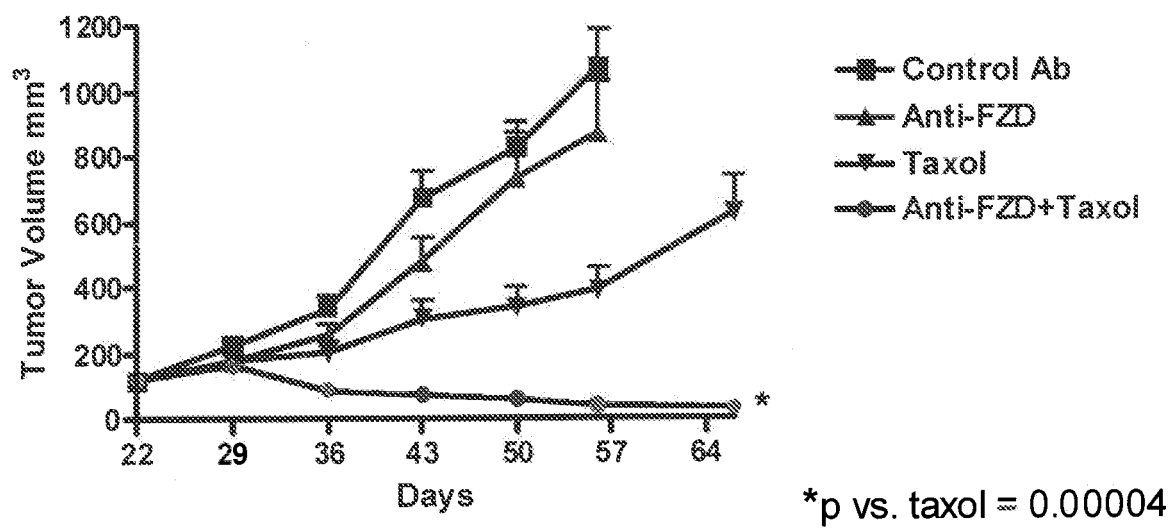 Tumor Volume mm³
1200
1000
800
600
400
200
0
22 29 36 43 50 57 64
Days
Control Ab
Anti-FZD
Taxol
Anti-FZD+Taxol
*
*p vs. taxol = 0.00004